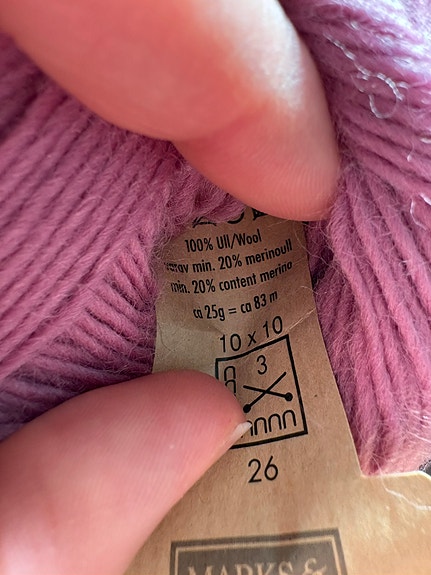 100% Ull/Wool
min. 20% merinoull
min. 20% content merino
ca 25g = ca 83 m
10 x 10
3
26
MARKS &